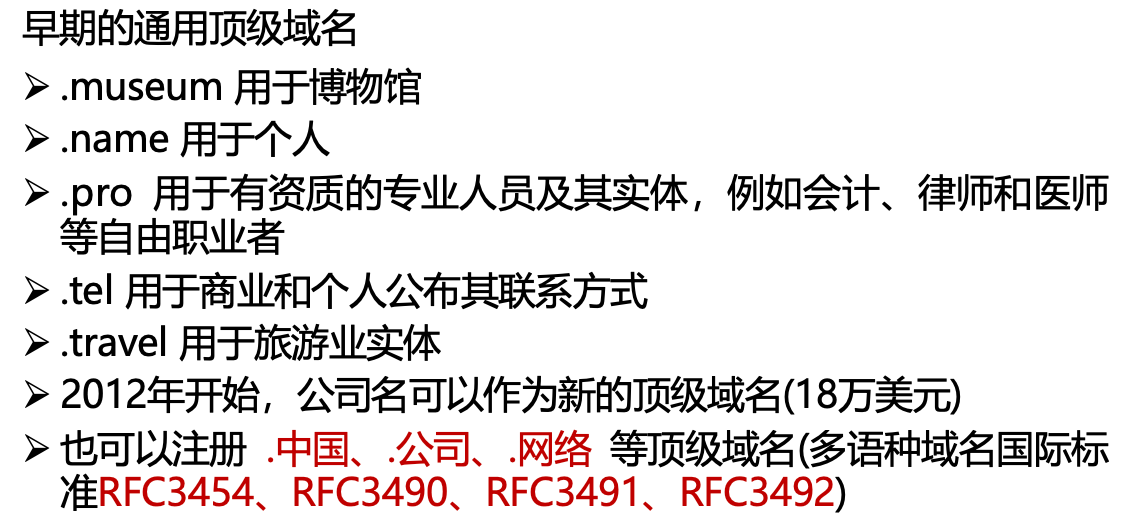 早期的通用顶级域名
➢ .museum 用于博物馆
➢ .name 用于个人
➢ .pro 用于有资质的专业人员及其实体，例如会计、律师和医师
等自由职业者
➢ .tel 用于商业和个人公布其联系方式
➢ .travel 用于旅游业实体
➢ 2012年开始，公司名可以作为新的顶级域名(18万美元)
➢ 也可以注册 .中国、.公司、.网络 等顶级域名(多语种域名国际标
准RFC3454、RFC3490、RFC3491、RFC3492)